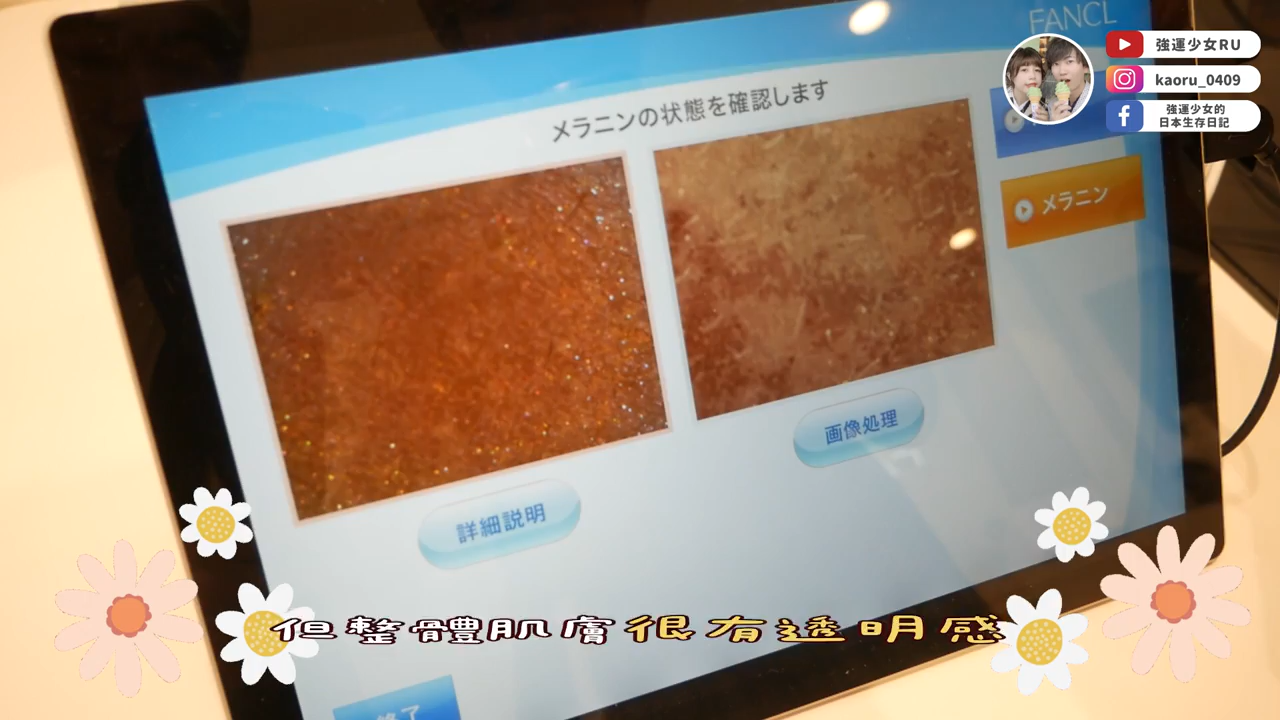 FANCL
強運少女RU
kaoru_0409
強運少女的
日本生存日記
メラニンの状態を確認します
メラニン
画像処理
詳細説明
但整體肌膚很有透明感
終了